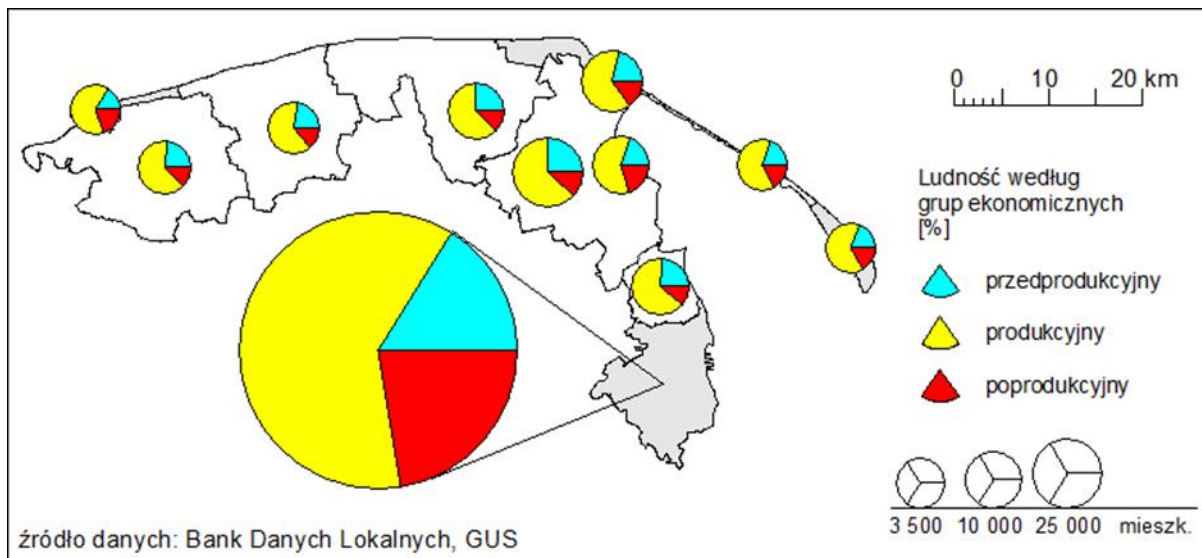 0 10 20 km
Ludność według
grup ekonomicznych
[%]
przedprodukcyjny
produkcyjny
poprodukcyjny
3 500 10 000 25 000 mieszk.
źródło danych: Bank Danych Lokalnych, GUS